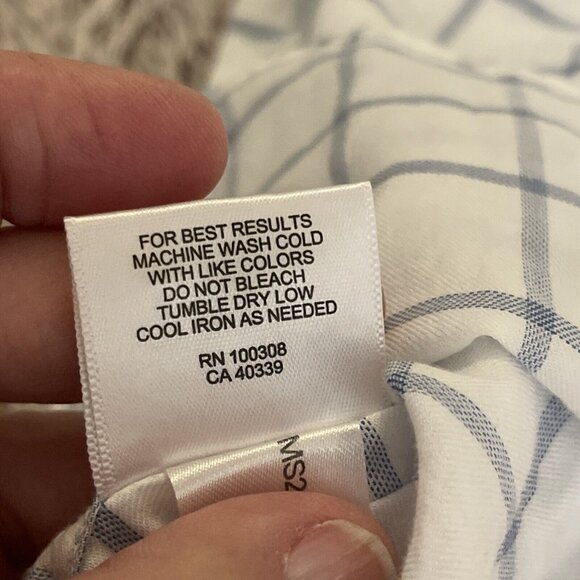 FOR BEST RESULTS
MACHINE WASH COLD
WITH LIKE COLORS
DO NOT BLEACH
TUMBLE DRY LOW
COOL IRON AS NEEDED
RN 100308
CA 40339
MS2